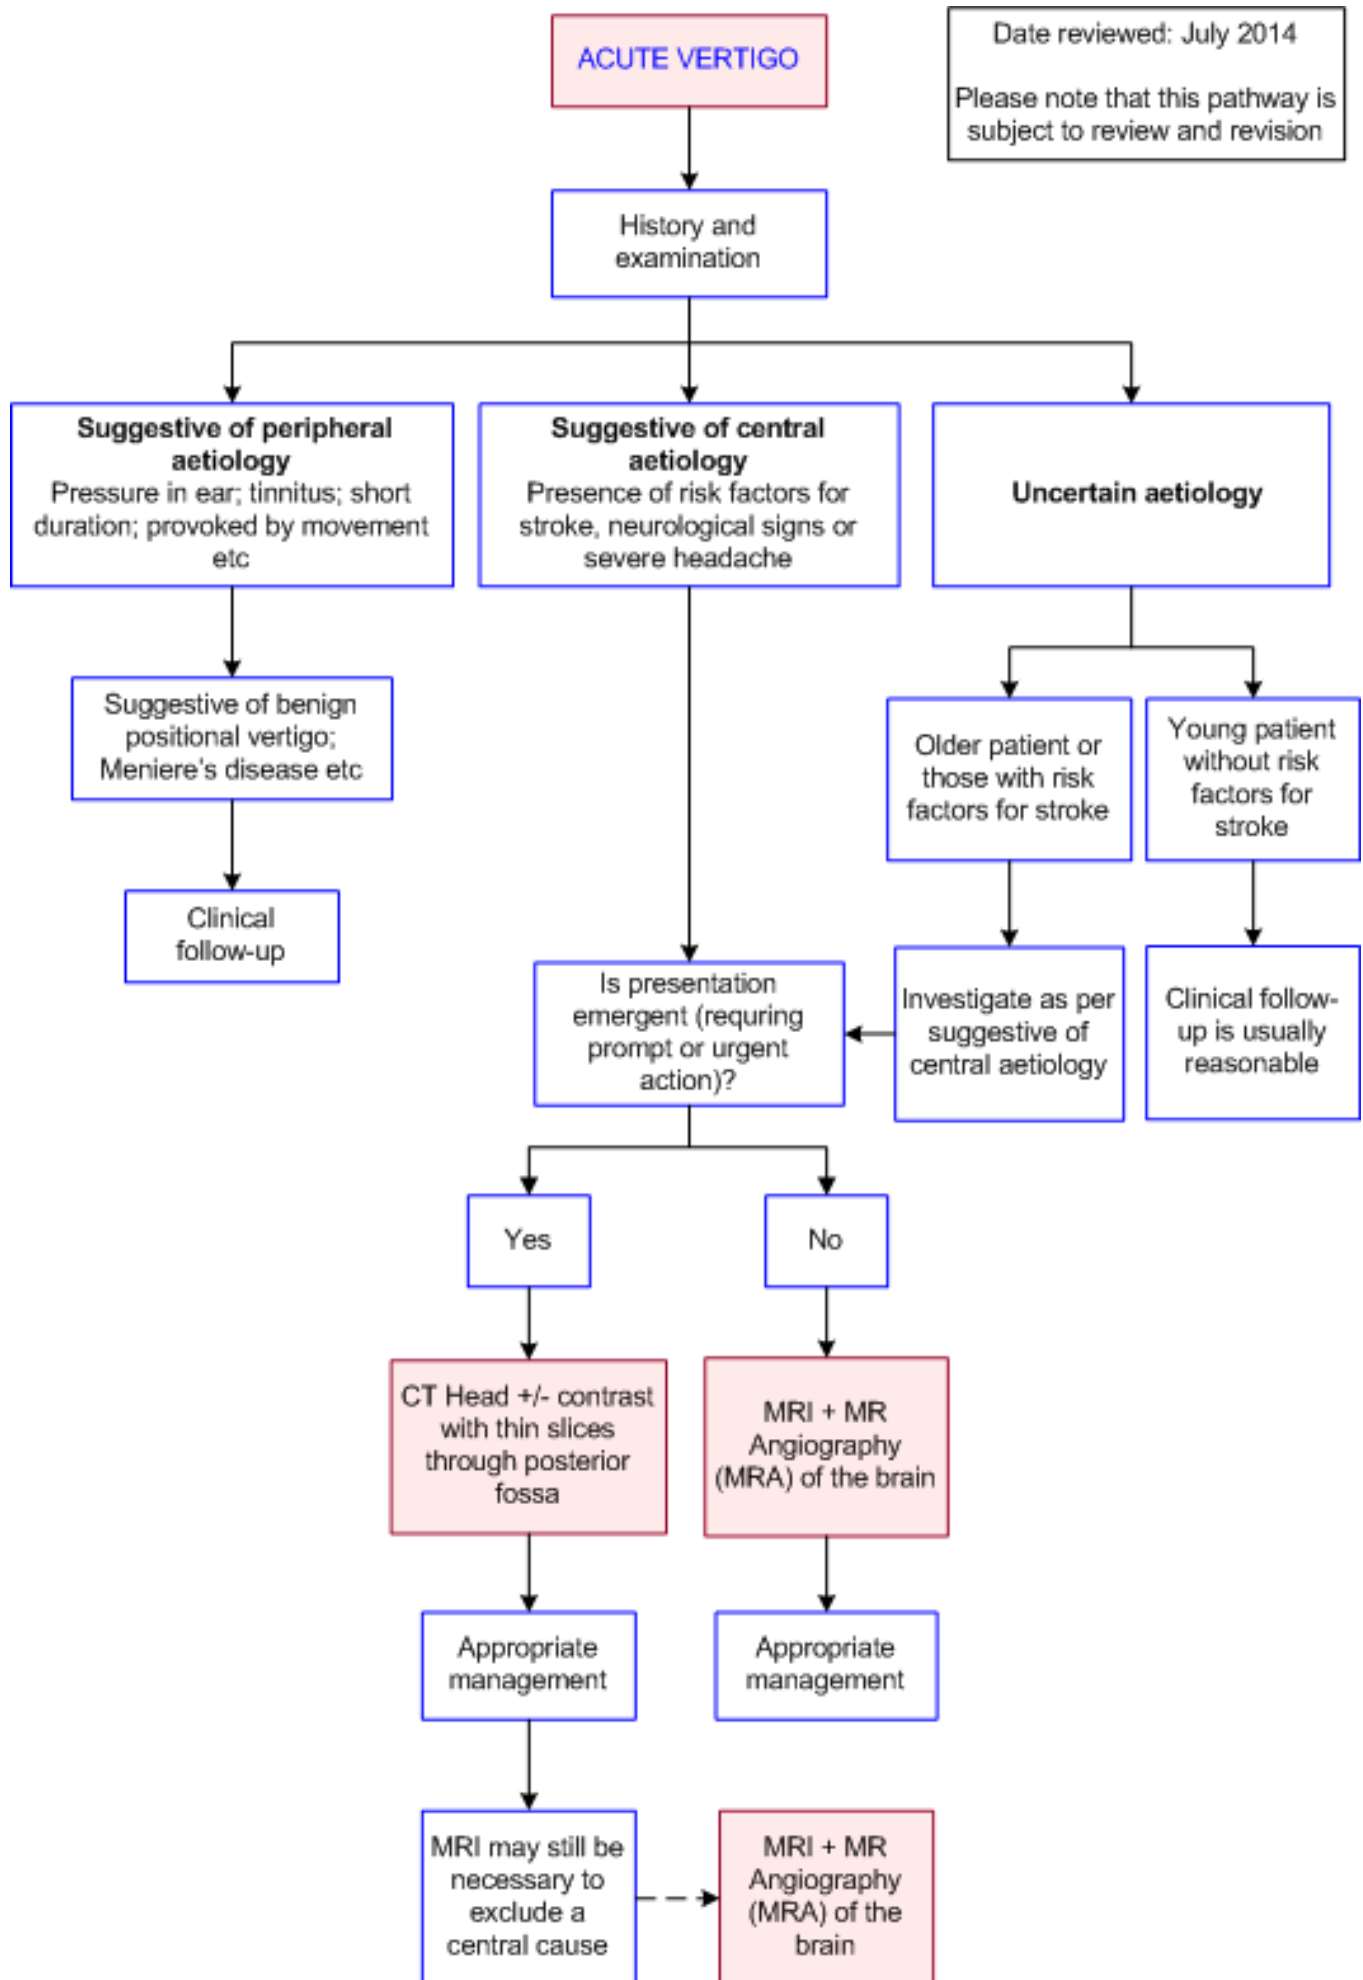 ACUTE VERTIGO
Date reviewed: July 2014
Please note that this pathway is
subject to review and revision
History and
examination
Suggestive of peripheral
aetiology
Pressure in ear; tinnitus; short
duration; provoked by movement
etc
Suggestive of central
aetiology
Presence of risk factors for
stroke, neurological signs or
severe headache
Uncertain aetiology
Suggestive of benign
positional vertigo;
Meniere's disease etc
Older patient or
those with risk
factors for stroke
Young patient
without risk
factors for
stroke
Clinical
follow-up
Is presentation
emergent (requring
prompt or urgent
action)?
Investigate as per
suggestive of
central aetiology
Clinical follow-
up is usually
reasonable
Yes
No
CT Head +/- contrast
with thin slices
through posterior
fossa
MRI + MR
Angiography
(MRA) of the brain
Appropriate
management
Appropriate
management
MRI may still be
necessary to
exclude a
central cause
MRI + MR
Angiography
(MRA) of the
brain